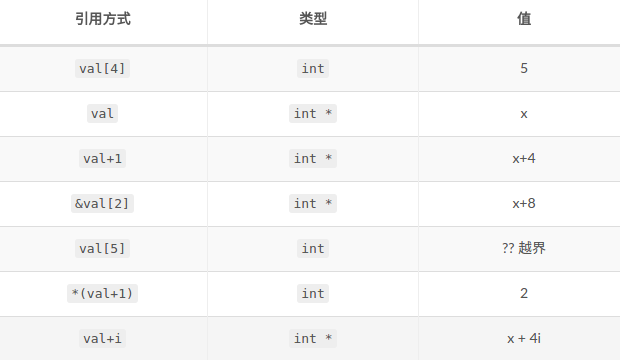 引用方式 类型 值
val[4] int 5
val int * x
val+1 int * x+4
&val[2] int * x+8
val[5] int ?? 越界
*(val+1) int 2
val+i int * x + 4i